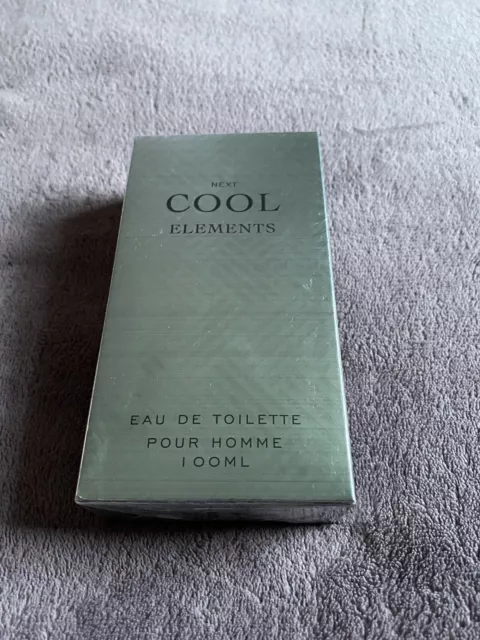 NEXT
COOL
ELEMENTS
EAU DE TOILETTE
POUR HOMME
100ML